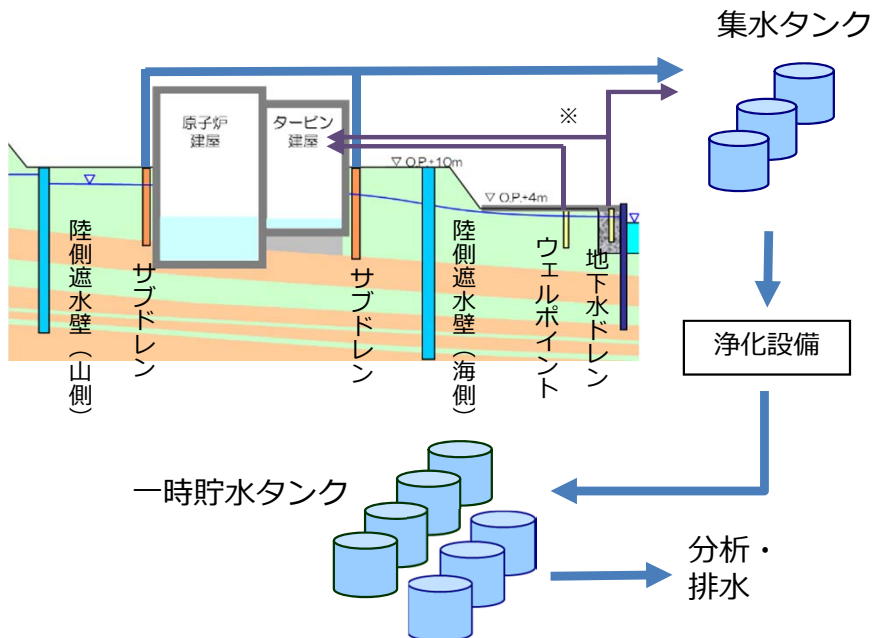 集水タンク
※
原子炉
建屋
タービン
建屋
▽ O.P.+10m
▽ O.P.+4m
陸側遮水壁（山側）
サブドレン
サブドレン
陸側遮水壁（海側）
ウェルポイント
地下水ドレン
浄化設備
一時貯水タンク
分析・
排水